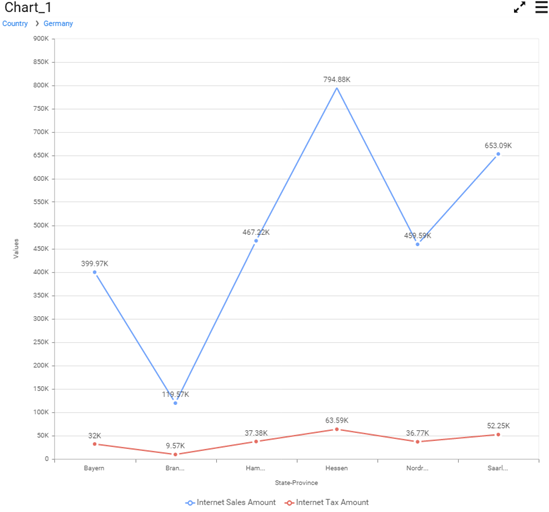 Chart_1
Country > Germany
900K
850K
800K
794.88K
750K
700K
650K
653.09K
600K
550K
500K
467.22K
459.59K
450K
400K
399.97K
350K
300K
250K
200K
150K
119.57K
100K
63.59K
50K
52.25K
32K
9.57K
37.38K
36.77K
0
Values
Bayern Bran... Ham... Hessen Nordr... Saarl...
State-Province
Internet Sales Amount Internet Tax Amount